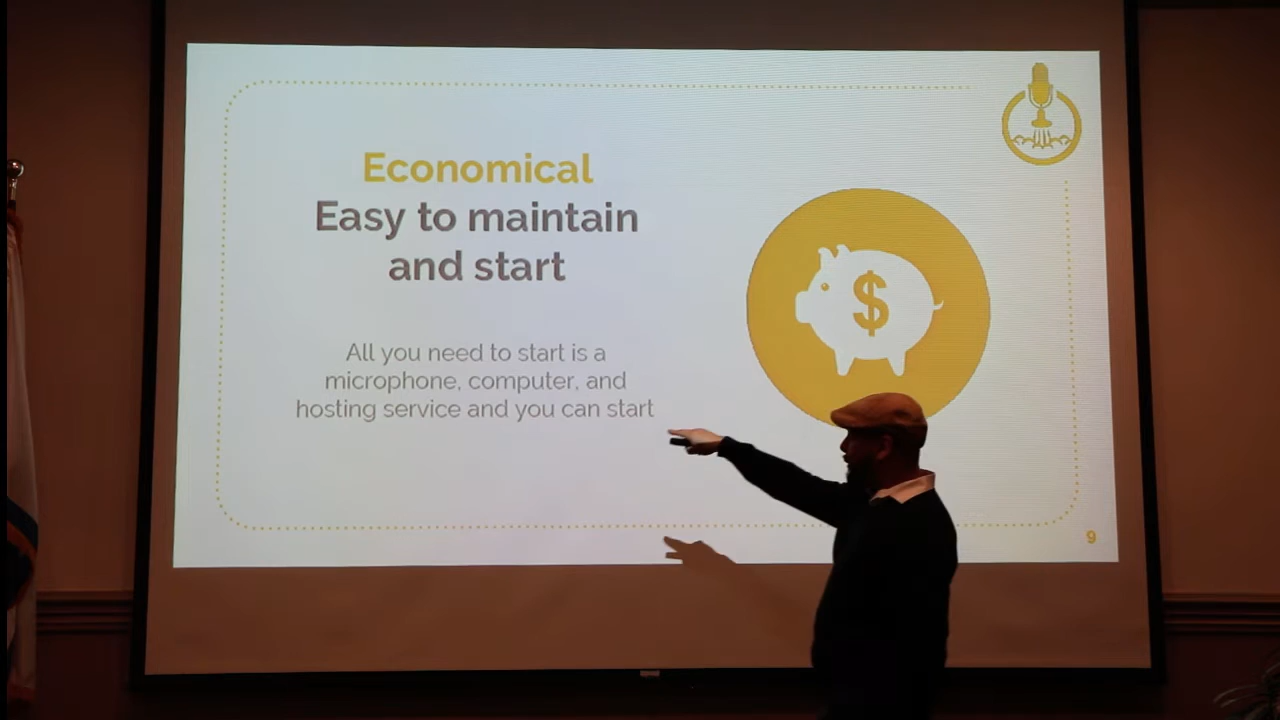 Economical
Easy to maintain
and start
All you need to start is a
microphone, computer, and
hosting service and you can start
$
9